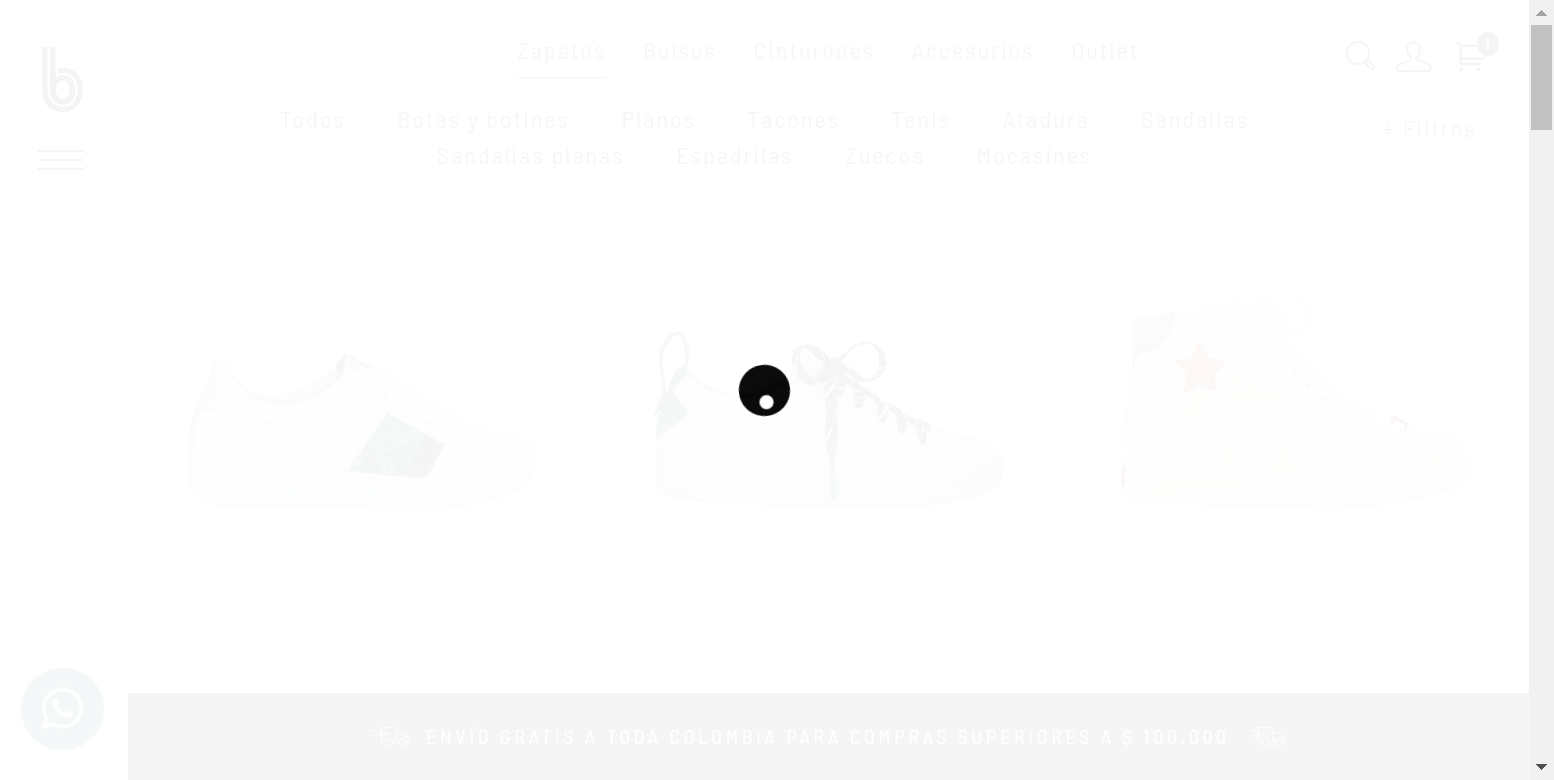 b
Zapatos Bolsos Cinturones Accesorios Outlet
1
Todos Botas y botines Planos Tacones Tenis Atadura Sandalias
+ Filtros
Sandalias planas Espadrilas Zuecos Mocasines
ENVÍO GRATIS A TODA COLOMBIA PARA COMPRAS SUPERIORES A $ 100.000